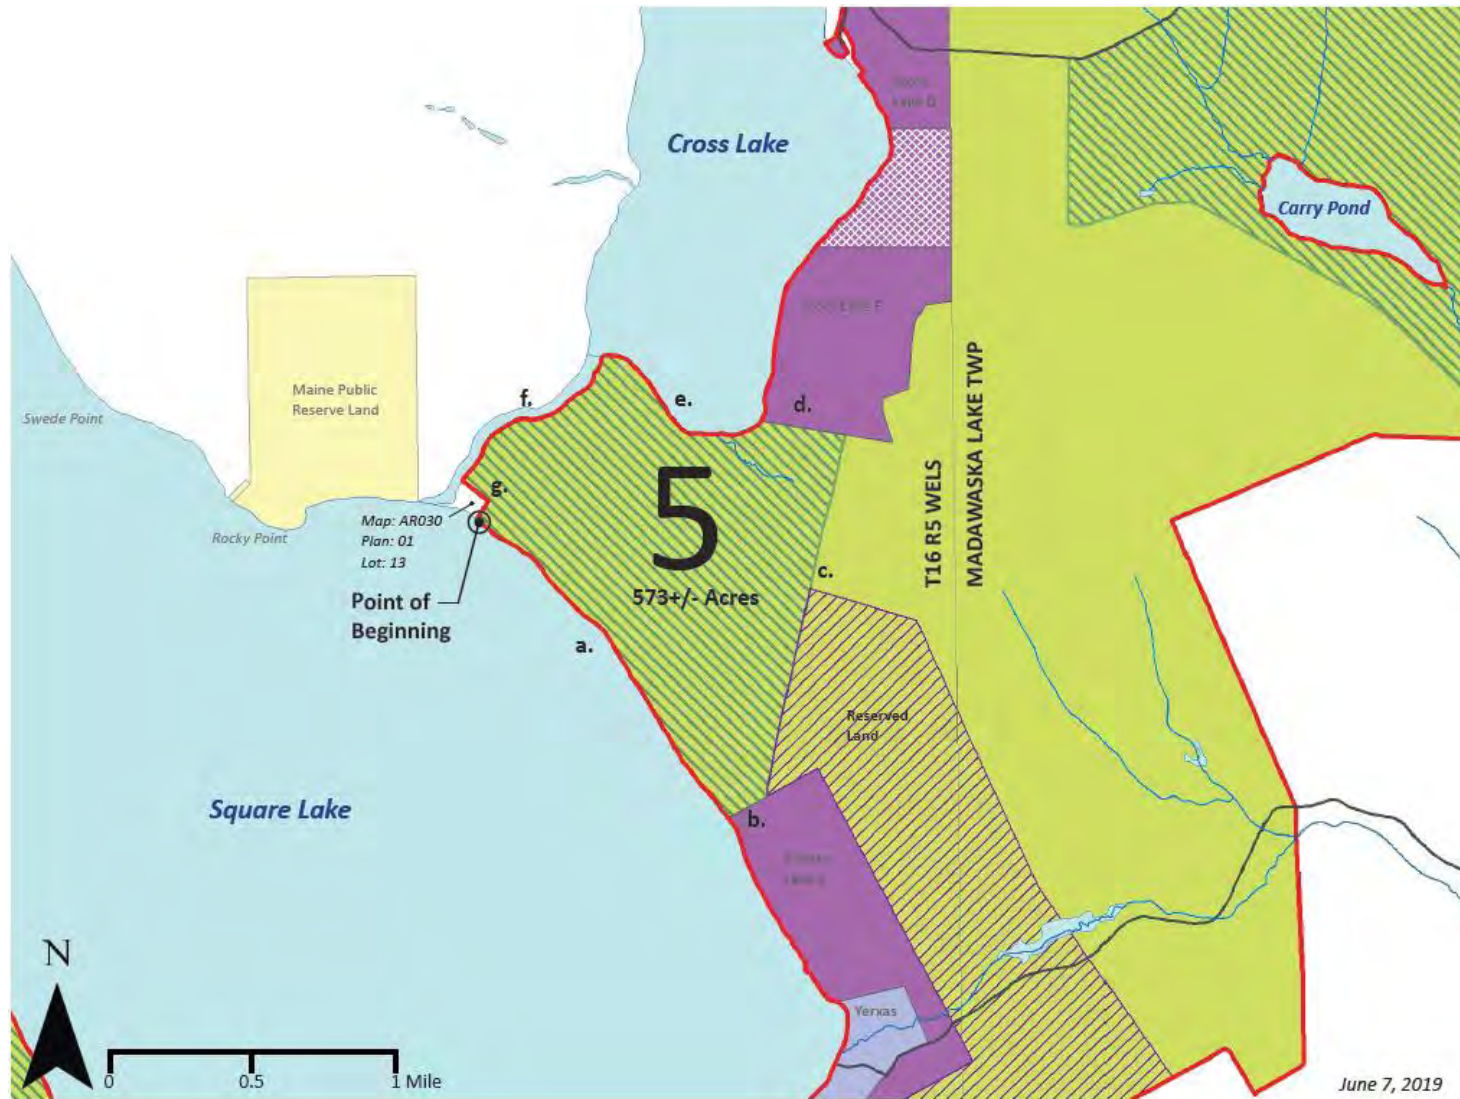 Cross Lake
Carry Pond
Maine Public
Reserve Land
Swede Point
f.
e.
d.
g.
Map: AR030
Plan: 01
Lot: 13
Rocky Point
5
573+/- Acres
c.
T16 R5 WELS
MADAWASKA LAKE TWP
Point of
Beginning
a.
Reserved
Land
Square Lake
b.
Yerxas
N
0
0.5
1 Mile
June 7, 2019